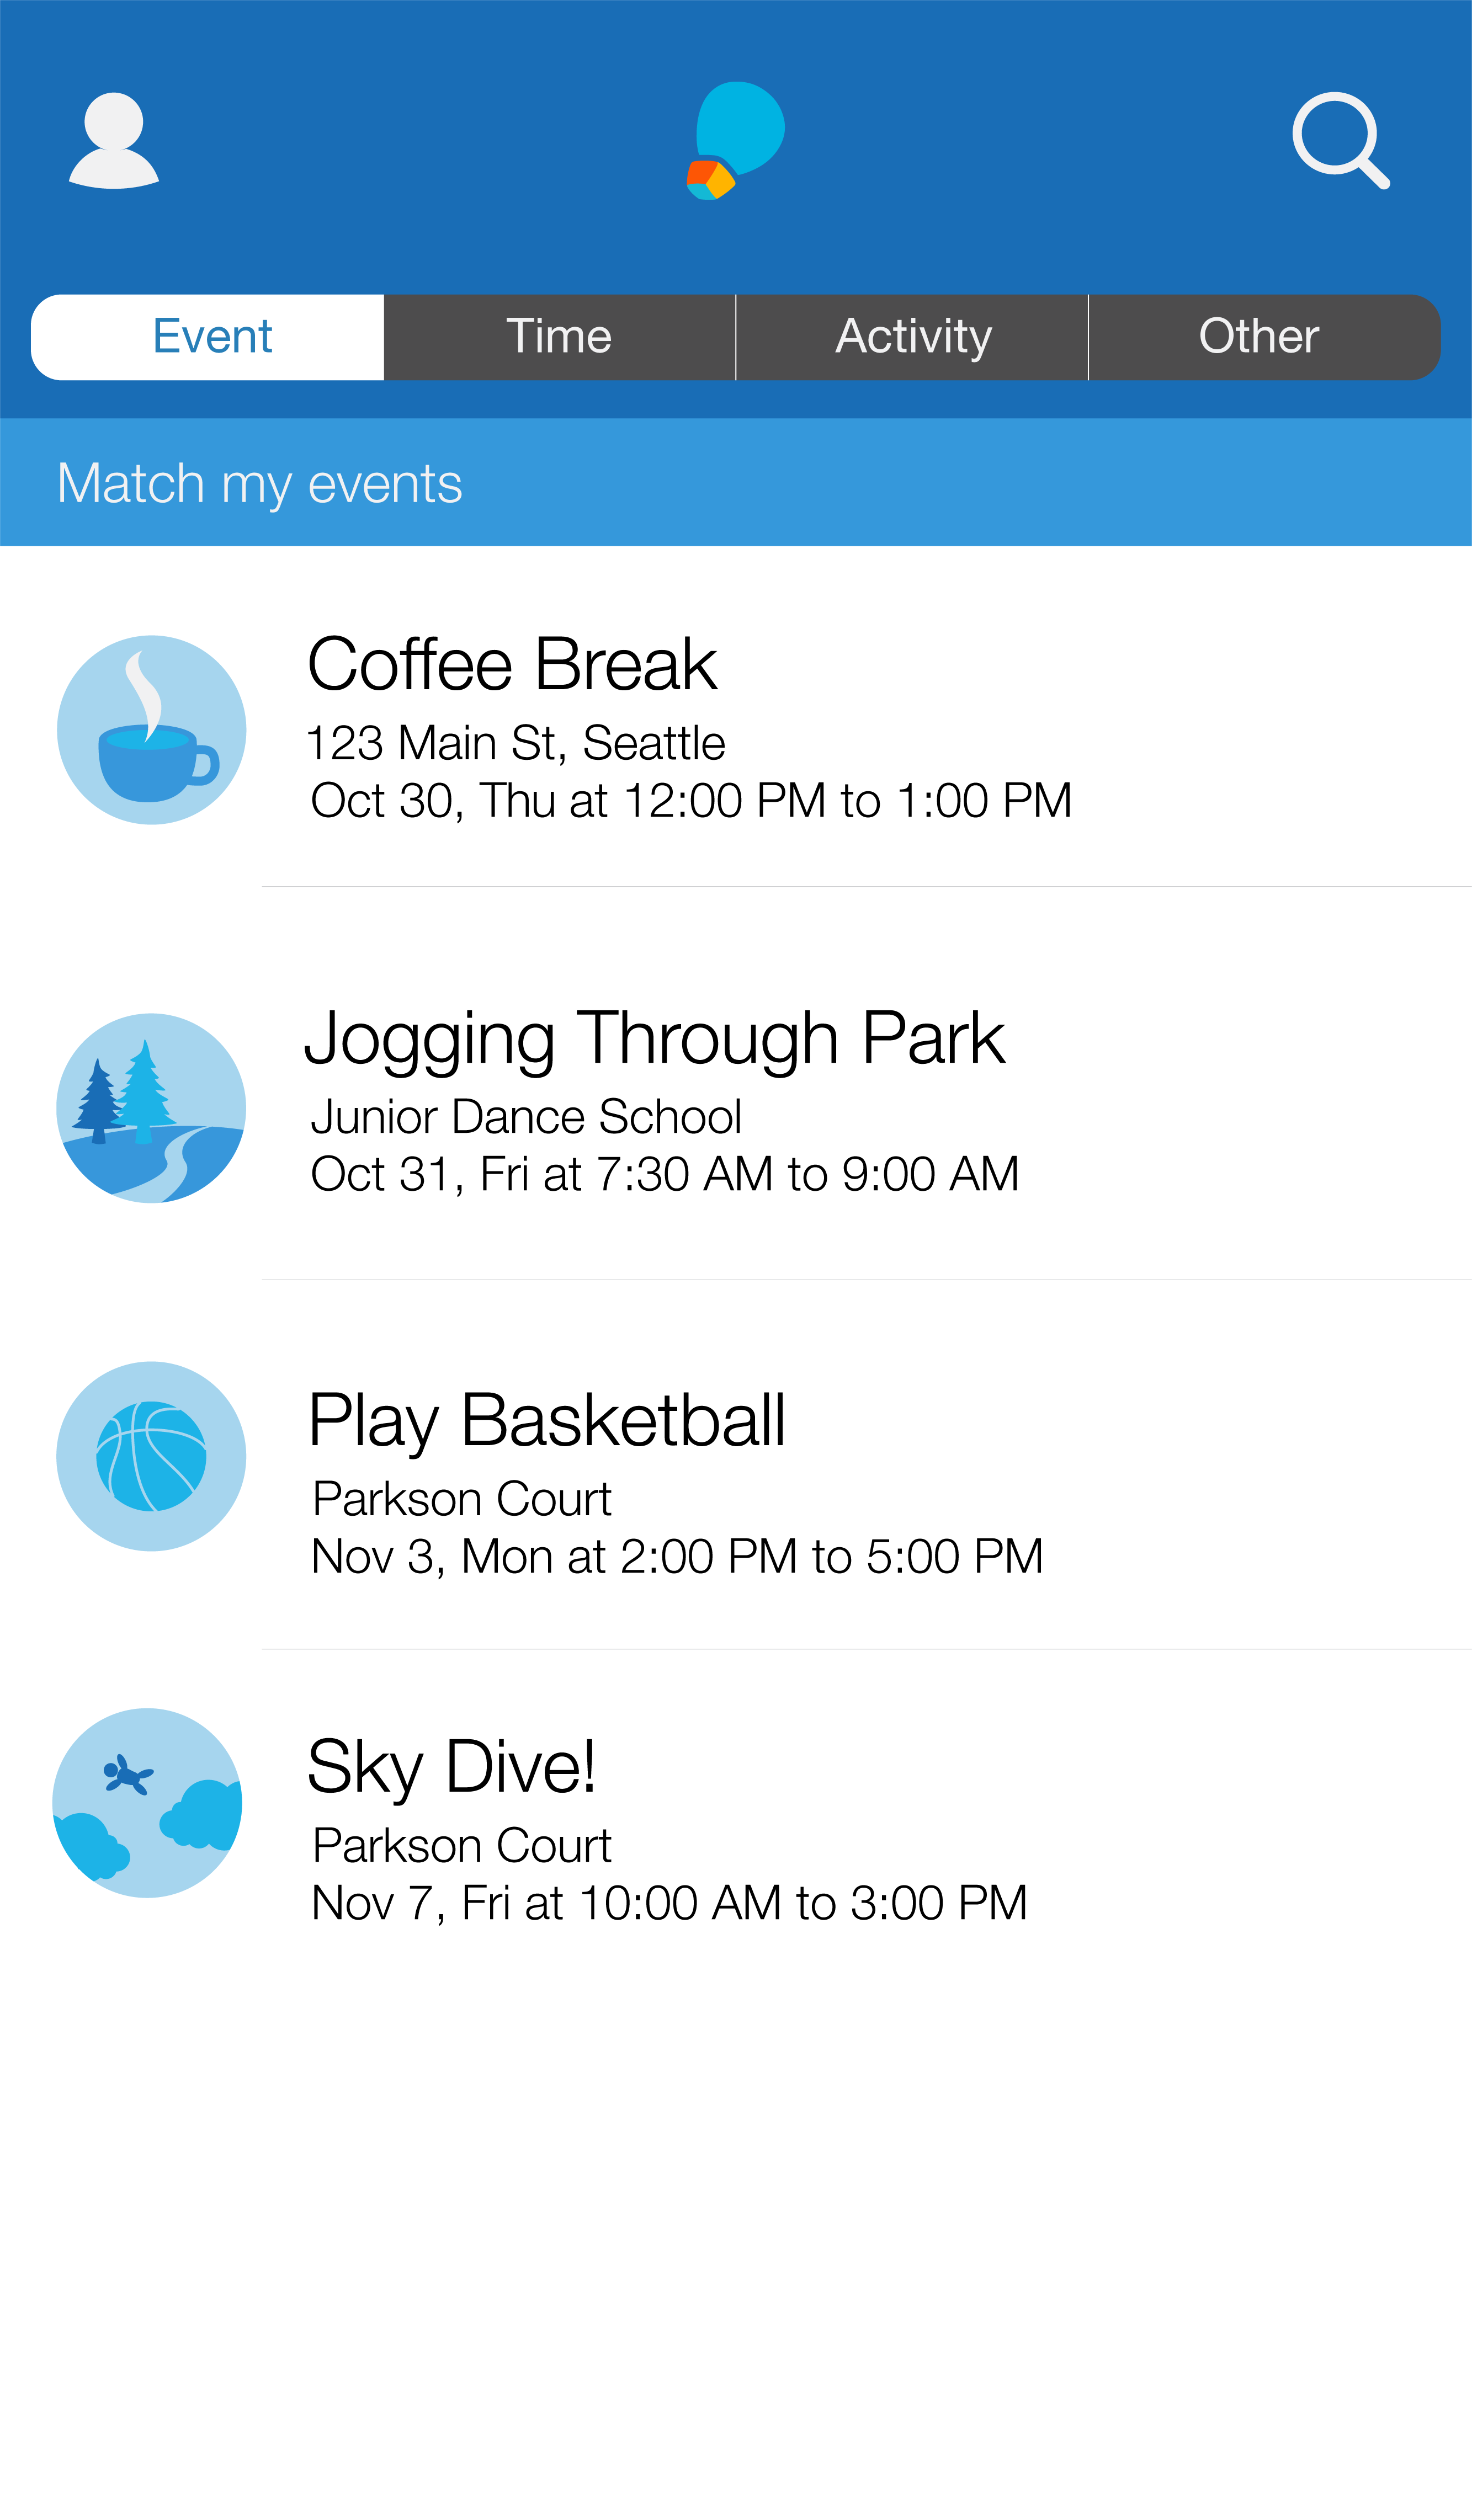 Event Time Activity Other
Match my events
Coffee Break
123 Main St, Seattle
Oct 30, Thu at 12:00 PM to 1:00 PM
Jogging Through Park
Junior Dance School
Oct 31, Fri at 7:30 AM to 9:00 AM
Play Basketball
Parkson Court
Nov 3, Mon at 2:00 PM to 5:00 PM
Sky Dive!
Parkson Court
Nov 7, Fri at 10:00 AM to 3:00 PM